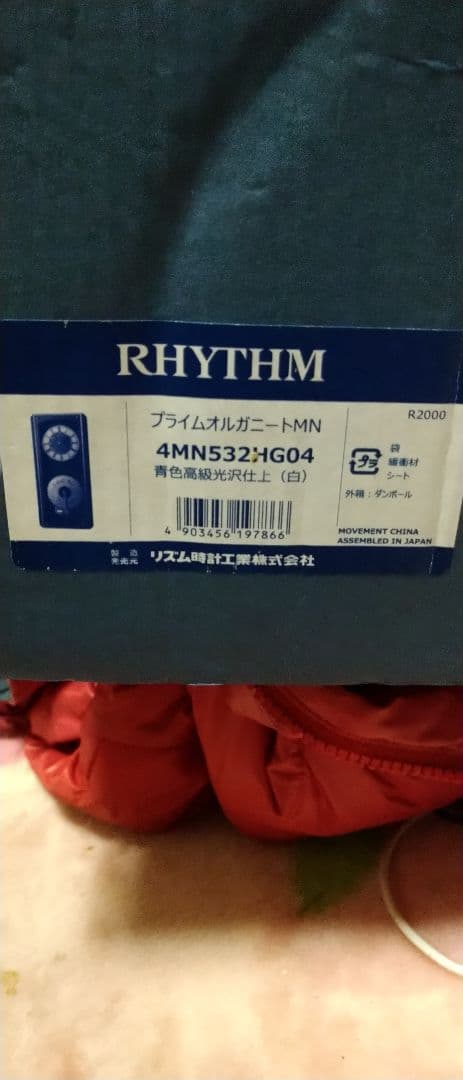 RHYTHM
R2000
プライムオルガニートMN
4MN532HG04
青色高級光沢仕上(白)
4 903456 197866
プラ
袋
緩衝材
シート
外箱:ダンボール
MOVEMENT CHINA
ASSEMBLED IN JAPAN
製造
発売元
リズム時計工業株式会社